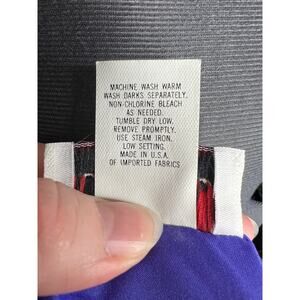 MACHINE WASH WARM
WASH DARKS SEPARATELY.
NON-CHLORINE BLEACH
AS NEEDED.
TUMBLE DRY LOW.
REMOVE PROMPTLY.
USE STEAM IRON,
LOW SETTING.
MADE IN U.S.A.
OF IMPORTED FABRICS